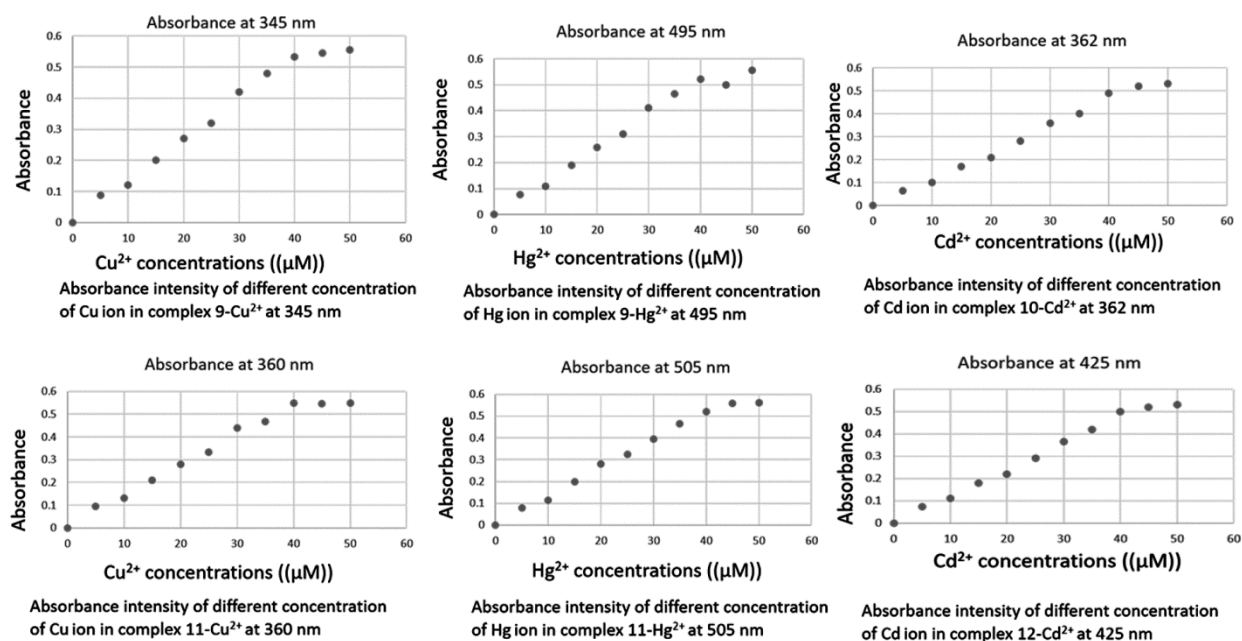 Absorbance at 345 nm
0.6
0.5
0.4
0.3
0.2
0.1
0
Absorbance
0 10 20 30 40 50 60
Cu²⁺ concentrations ((μM))
Absorbance intensity of different concentration
of Cu ion in complex 9-Cu²⁺ at 345 nm
Absorbance at 495 nm
0.6
0.5
0.4
0.3
0.2
0.1
0
Absorbance
0 10 20 30 40 50 60
Hg²⁺ concentrations ((μM))
Absorbance intensity of different concentration
of Hg ion in complex 9-Hg²⁺ at 495 nm
Absorbance at 362 nm
0.6
0.5
0.4
0.3
0.2
0.1
0
Absorbance
0 10 20 30 40 50 60
Cd²⁺ concentrations ((μM))
Absorbance intensity of different concentration
of Cd ion in complex 10-Cd²⁺ at 362 nm
Absorbance at 360 nm
0.6
0.5
0.4
0.3
0.2
0.1
0
Absorbance
0 10 20 30 40 50 60
Cu²⁺ concentrations ((μM))
Absorbance intensity of different concentration
of Cu ion in complex 11-Cu²⁺ at 360 nm
Absorbance at 505 nm
0.6
0.5
0.4
0.3
0.2
0.1
0
Absorbance
0 10 20 30 40 50 60
Hg²⁺ concentrations ((μM))
Absorbance intensity of different concentration
of Hg ion in complex 11-Hg²⁺ at 505 nm
Absorbance at 425 nm
0.6
0.5
0.4
0.3
0.2
0.1
0
Absorbance
0 10 20 30 40 50 60
Cd²⁺ concentrations ((μM))
Absorbance intensity of different concentration
of Cd ion in complex 12-Cd²⁺ at 425 nm